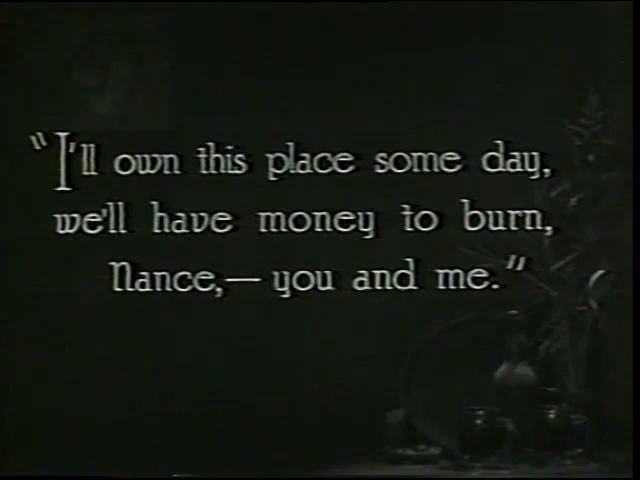 "I'll own this place some day,
we'll have money to burn,
Nance,— you and me."